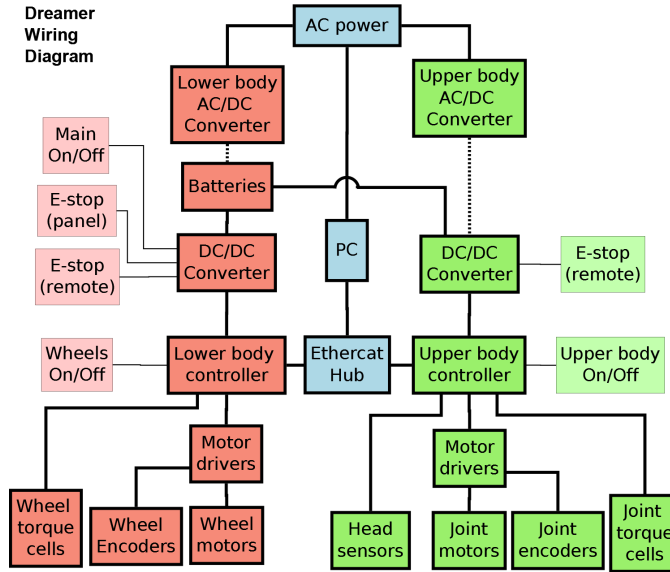 Dreamer
Wiring
Diagram
AC power
Lower body
AC/DC
Converter
Upper body
AC/DC
Converter
Main
On/Off
Batteries
E-stop
(panel)
PC
DC/DC
Converter
DC/DC
Converter
E-stop
(remote)
E-stop
(remote)
Wheels
On/Off
Lower body
controller
Ethercat
Hub
Upper body
controller
Upper body
On/Off
Motor
drivers
Motor
drivers
Wheel
torque
cells
Wheel
Encoders
Wheel
motors
Head
sensors
Joint
motors
Joint
encoders
Joint
torque
cells